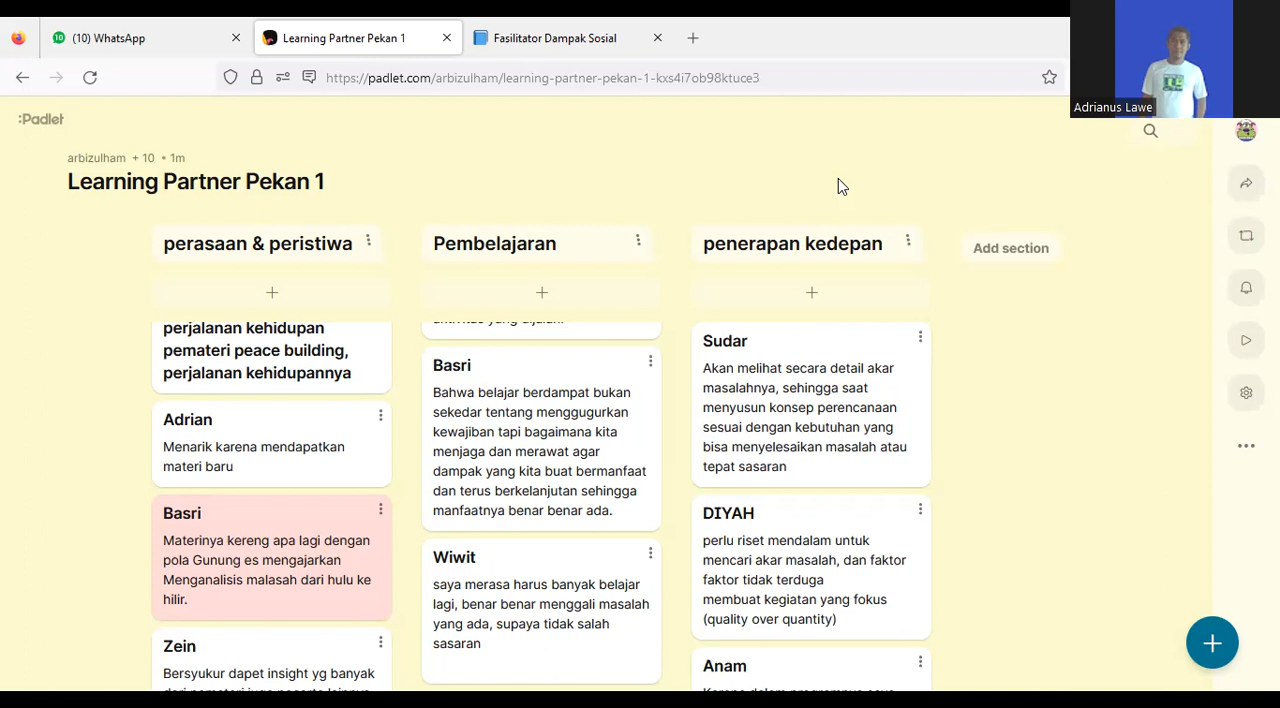 (10) WhatsApp
Learning Partner Pekan 1
Fasilitator Dampak Sosial
https://padlet.com/arbizulham/learning-partner-pekan-1-kxs4i7ob98ktuce3
Adrianus Lawe
:Padlet
arbizulham + 10 • 1m
Learning Partner Pekan 1
perasaan & peristiwa
perjalanan kehidupan
pemateri peace building,
perjalanan kehidupannya
Adrian
Menarik karena mendapatkan
materi baru
Basri
Materinya kereng apa lagi dengan
pola Gunung es mengajarkan
Menganalisis malasah dari hulu ke
hilir.
Zein
Bersyukur dapet insight yg banyak
Pembelajaran
Basri
Bahwa belajar berdampat bukan
sekedar tentang menggugurkan
kewajiban tapi bagaimana kita
menjaga dan merawat agar
dampak yang kita buat bermanfaat
dan terus berkelanjutan sehingga
manfaatnya benar benar ada.
Wiwit
saya merasa harus banyak belajar
lagi, benar benar menggali masalah
yang ada, supaya tidak salah
sasaran
penerapan kedepan
Sudar
Akan melihat secara detail akar
masalahnya, sehingga saat
menyusun konsep perencanaan
sesuai dengan kebutuhan yang
bisa menyelesaikan masalah atau
tepat sasaran
DIYAH
perlu riset mendalam untuk
mencari akar masalah, dan faktor
faktor tidak terduga
membuat kegiatan yang fokus
(quality over quantity)
Anam
Add section